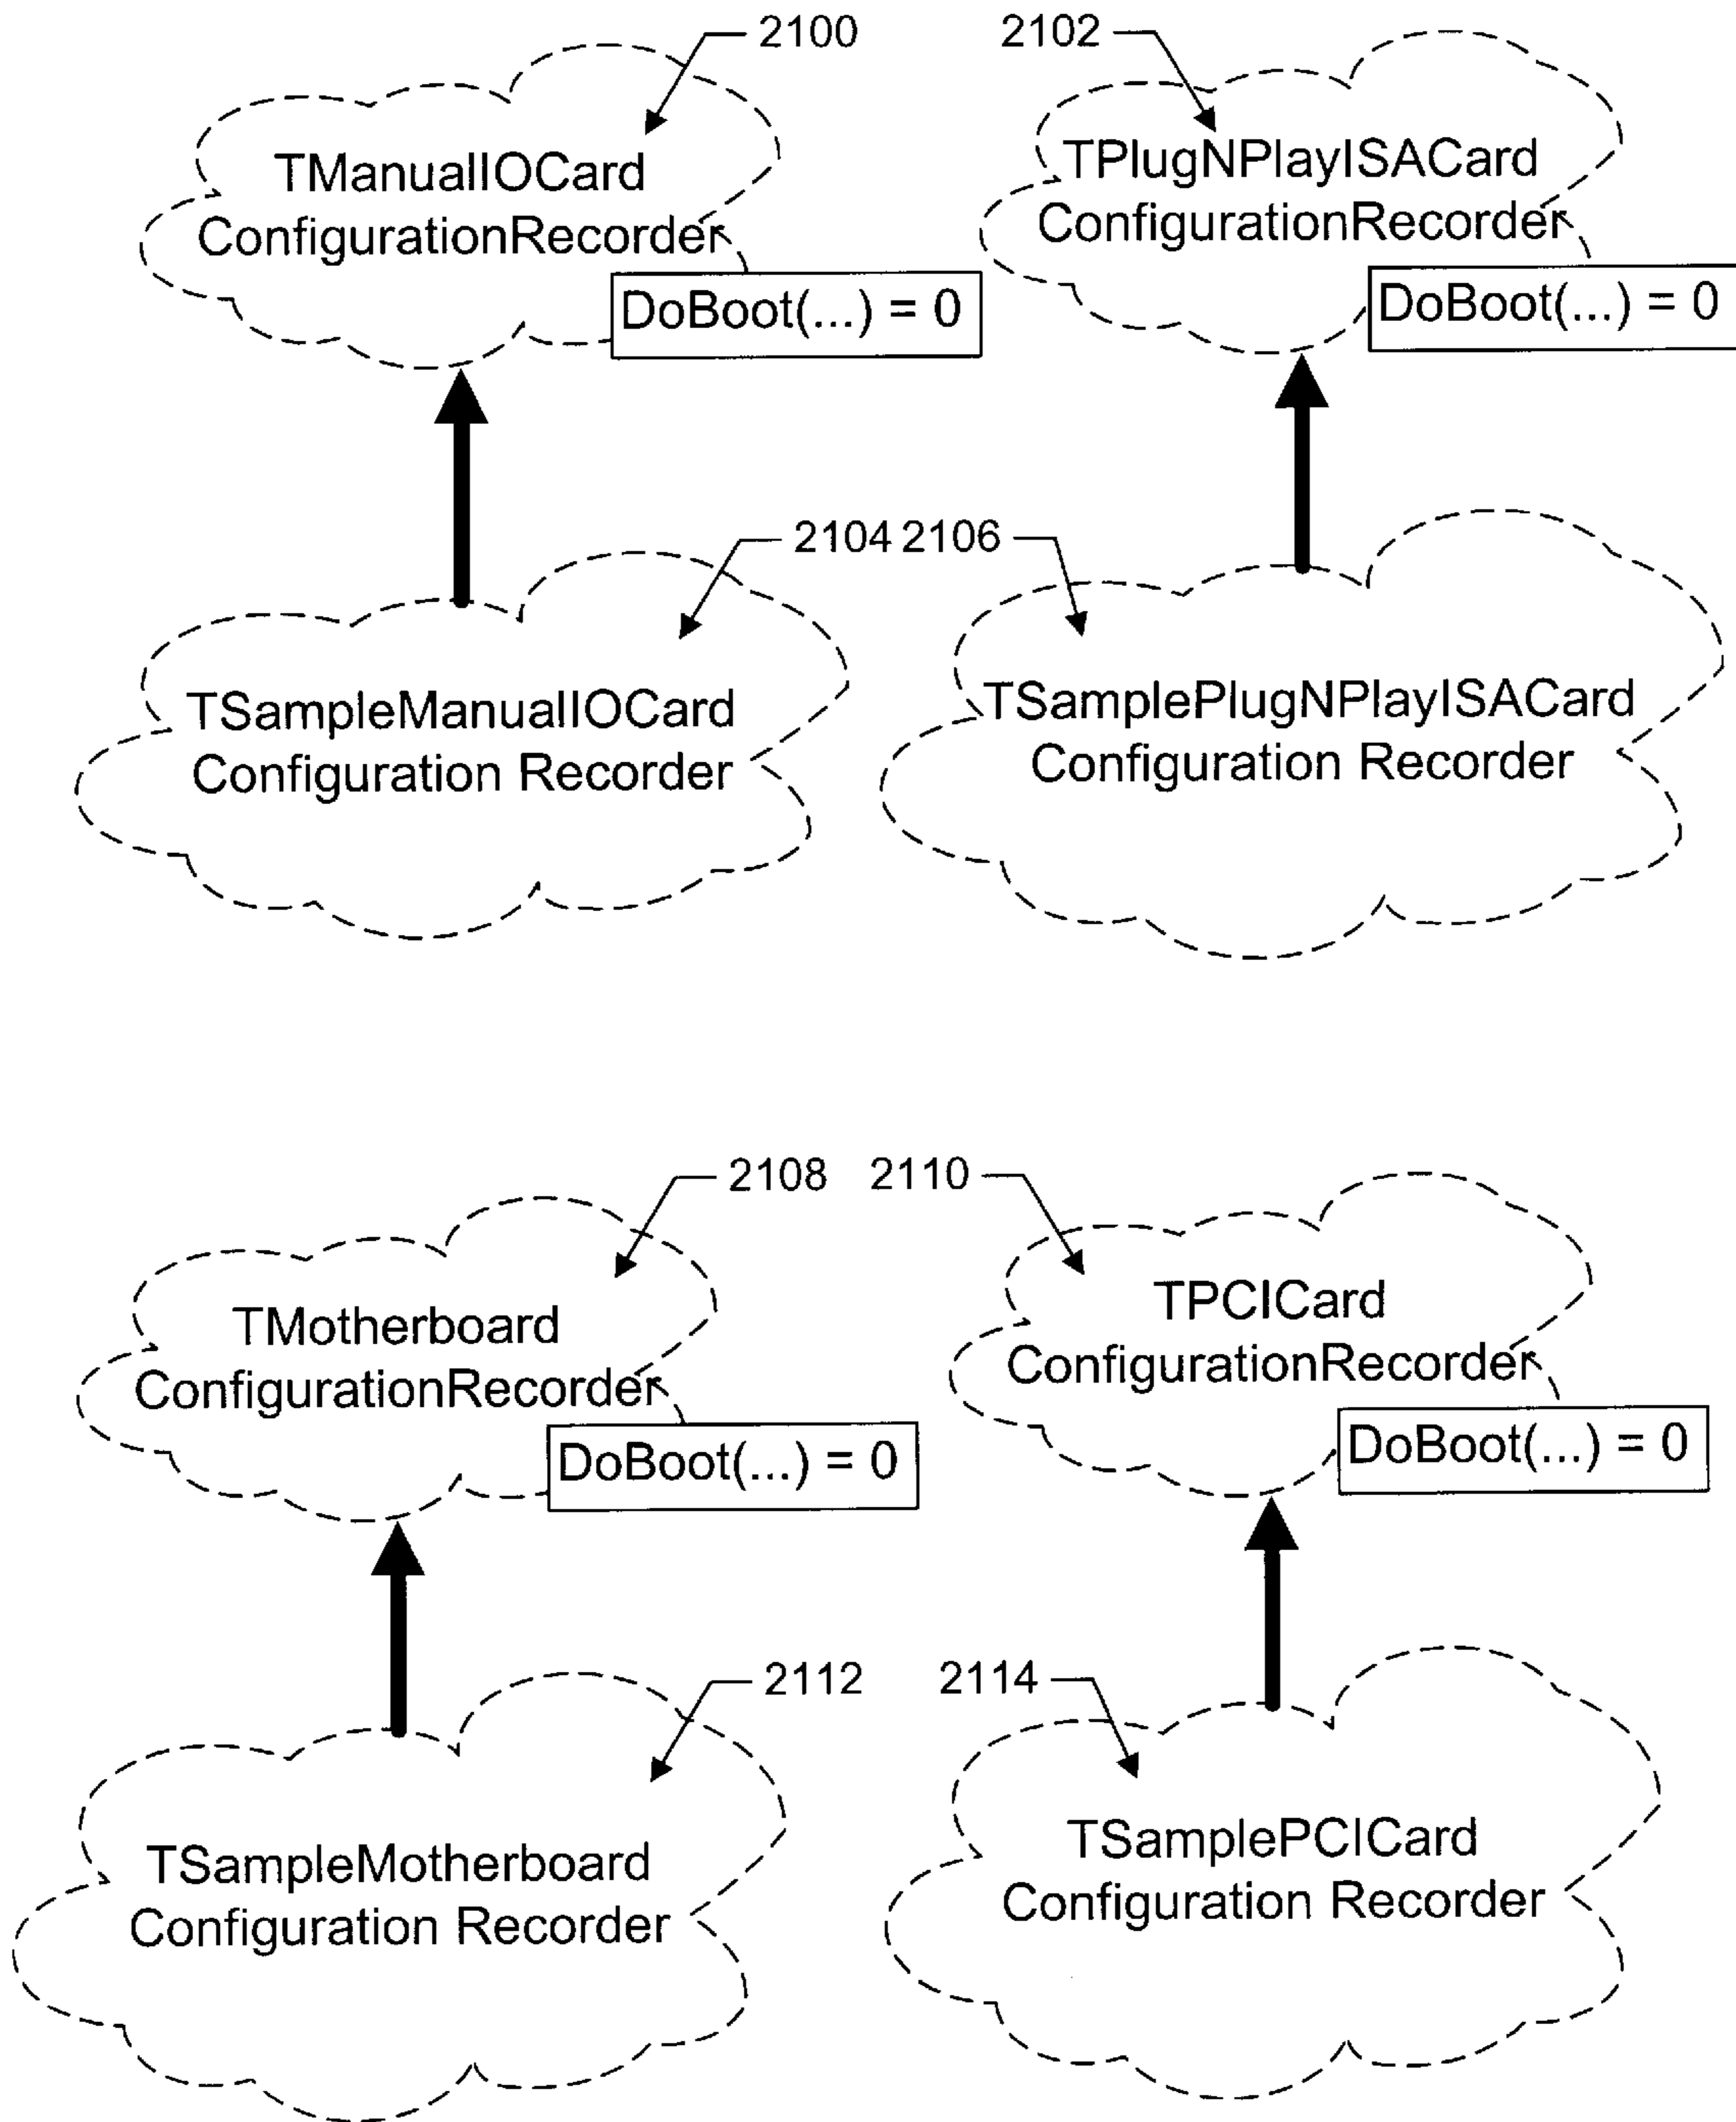 2100
2102
TManualIOCard
ConfigurationRecorder
DoBoot(...) = 0
TPlugNPlayISACard
ConfigurationRecorder
DoBoot(...) = 0
2104
2106
TSampleManualIOCard
Configuration Recorder
TSamplePlugNPlayISACard
Configuration Recorder
2108
2110
TMotherboard
ConfigurationRecorder
DoBoot(...) = 0
TPCICard
ConfigurationRecorder
DoBoot(...) = 0
2112
2114
TSampleMotherboard
Configuration Recorder
TSamplePCICard
Configuration Recorder